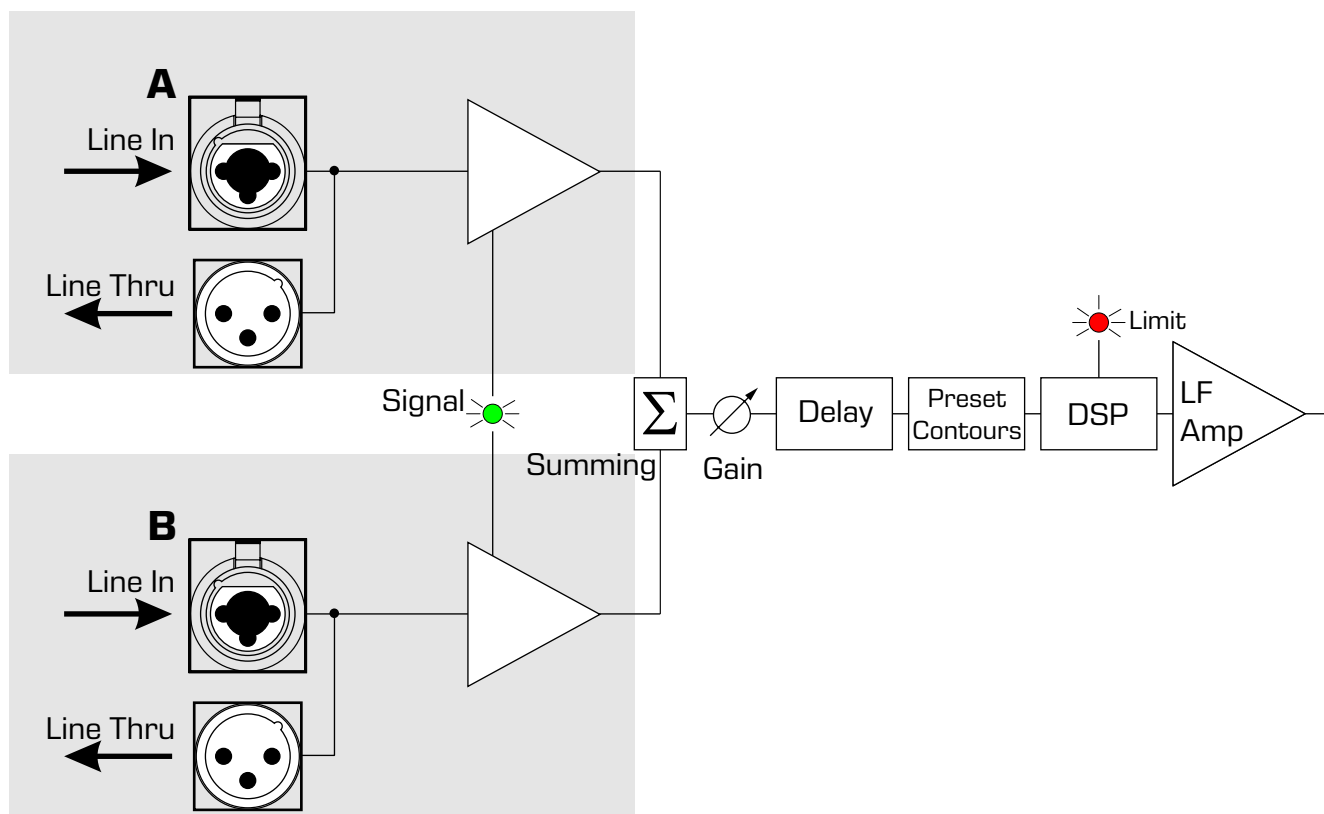 A
Line In
Line Thru
Signal
Summing
Σ
Gain
Delay
Preset
Contours
DSP
Limit
LF
Amp
B
Line In
Line Thru